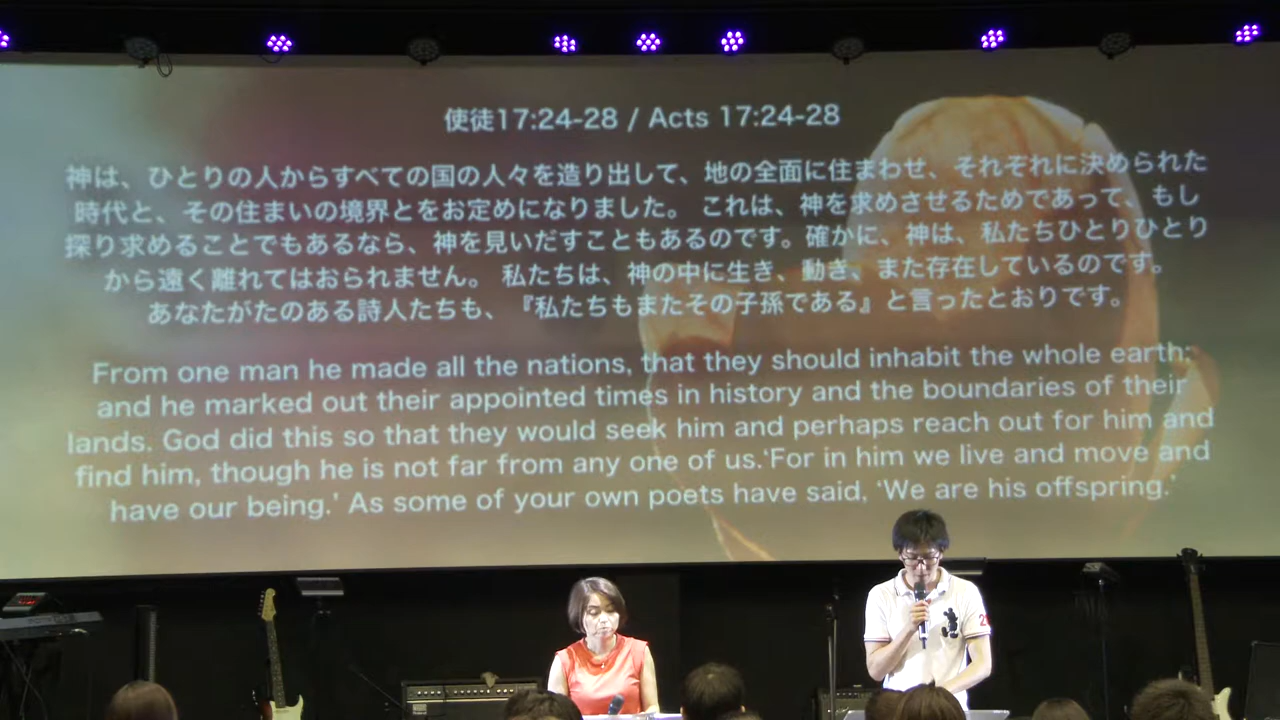 使徒17:24-28 / Acts 17:24-28
神は、ひとりの人からすべての国の人々を造り出して、地の全面に住まわせ、それぞれに決められた
時代と、その住まいの境界とをお定めになりました。 これは、神を求めさせるためであって、もし
探り求めることでもあるなら、神を見いだすこともあるのです。確かに、神は、私たちひとりひとり
から遠く離れてはおられません。 私たちは、神の中に生き、動き、また存在しているのです。
あなたがたのある詩人たちも、『私たちもまたその子孫である』と言ったとおりです。
From one man he made all the nations, that they should inhabit the whole earth;
and he marked out their appointed times in history and the boundaries of their
lands. God did this so that they would seek him and perhaps reach out for him and
find him, though he is not far from any one of us.‘For in him we live and move and
have our being.’ As some of your own poets have said, ‘We are his offspring.’